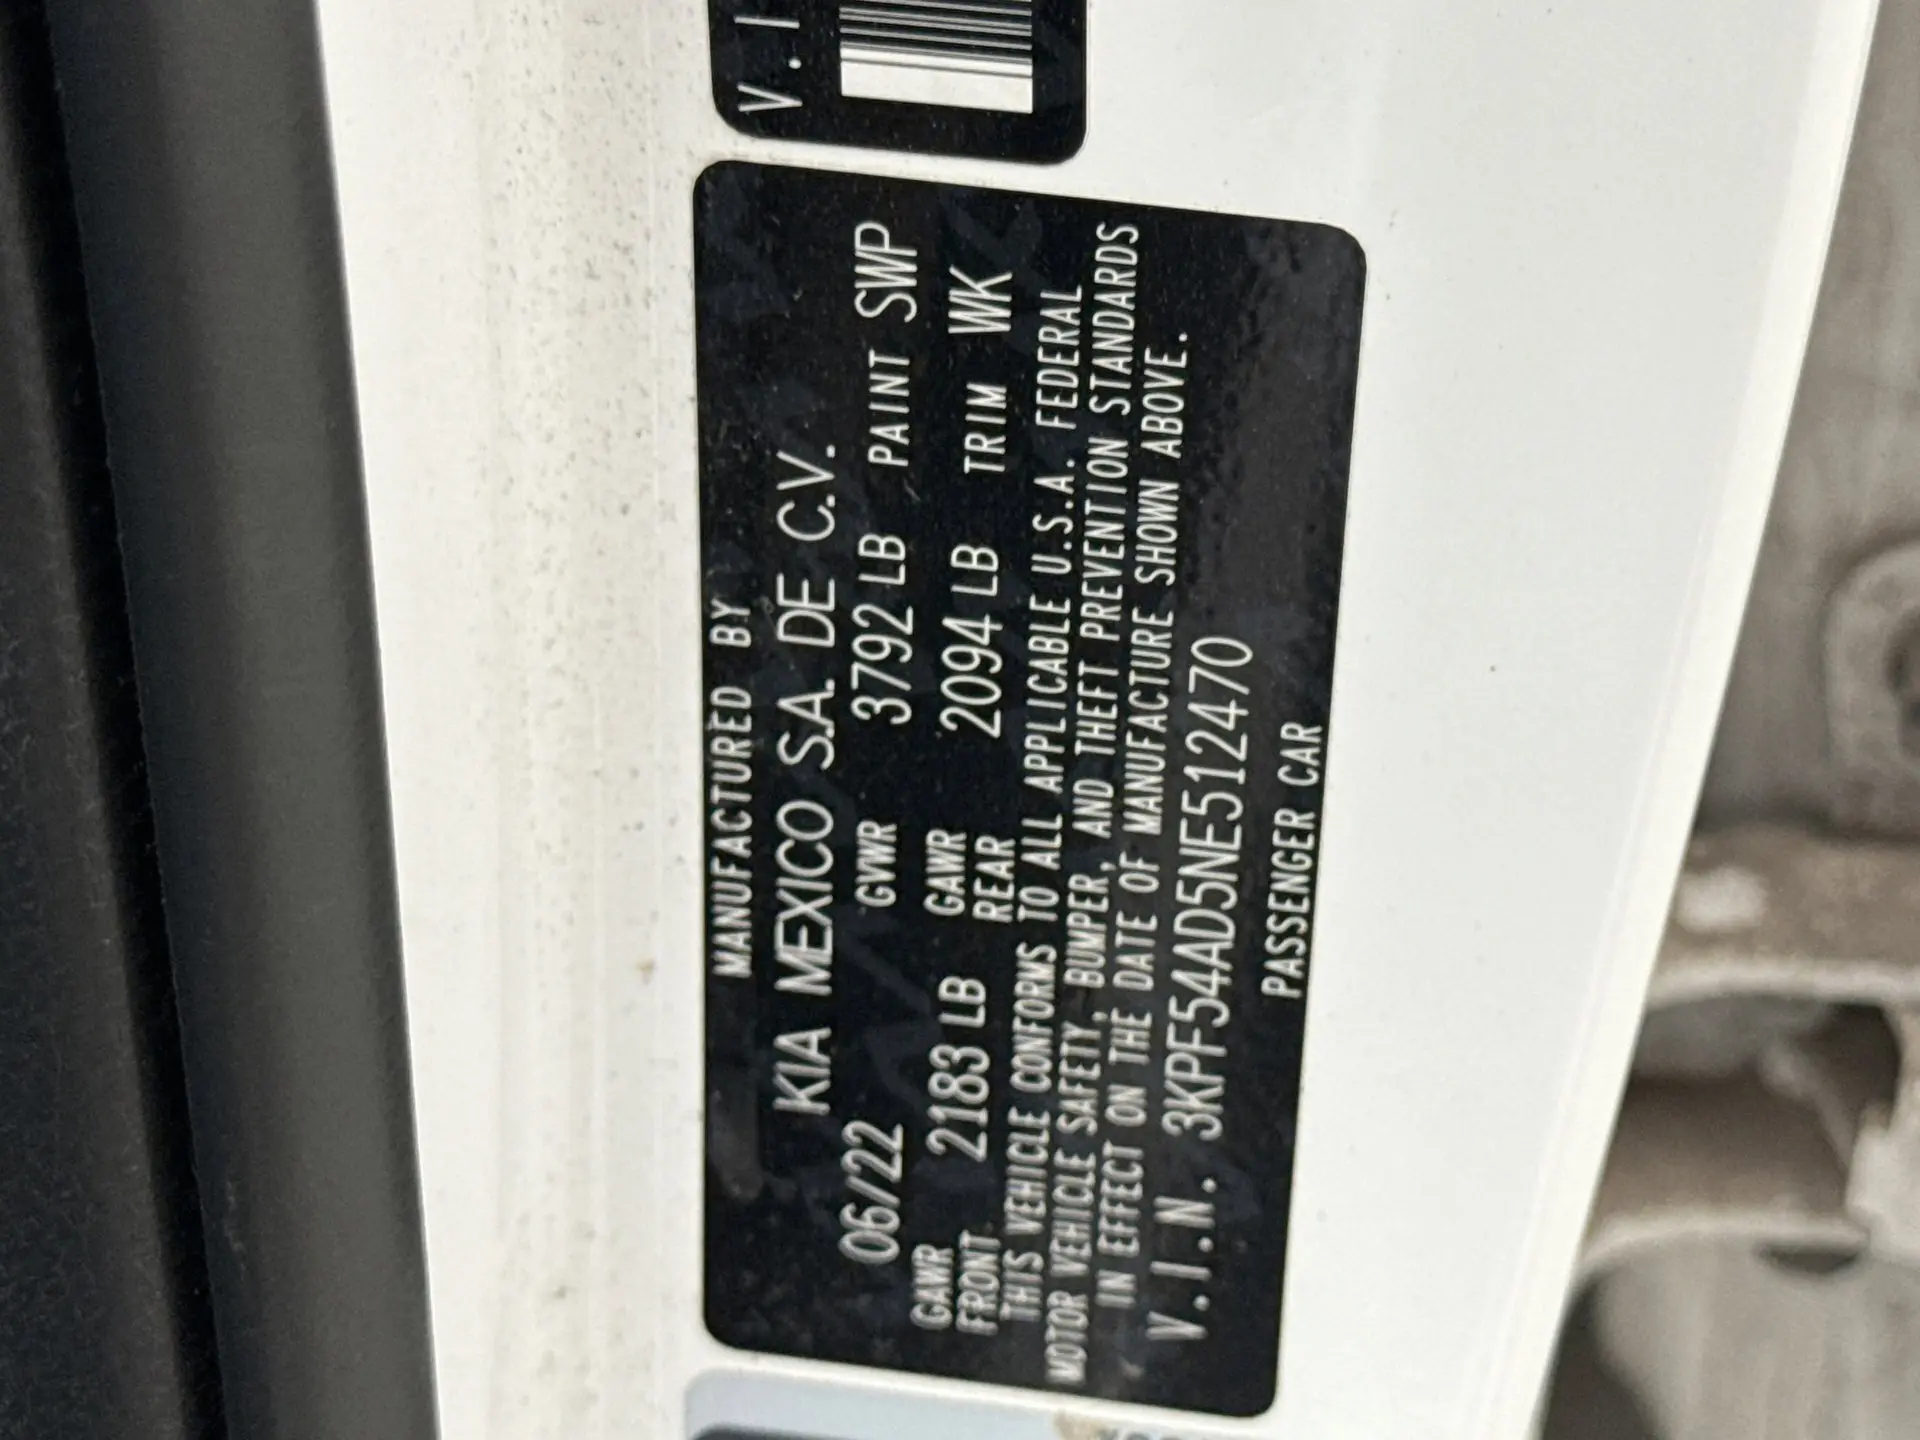 V.I
MANUFACTURED BY
KIA MEXICO S.A. DE C.V.
06/22 GVWR 3792 LB PAINT SWP
GAWR FRONT 2183 LB GAWR REAR 2094 LB TRIM WK
THIS VEHICLE CONFORMS TO ALL APPLICABLE U.S.A. FEDERAL
MOTOR VEHICLE SAFETY, BUMPER, AND THEFT PREVENTION STANDARDS
IN EFFECT ON THE DATE OF MANUFACTURE SHOWN ABOVE.
V.I.N. 3KPF54AD5NE512470
PASSENGER CAR